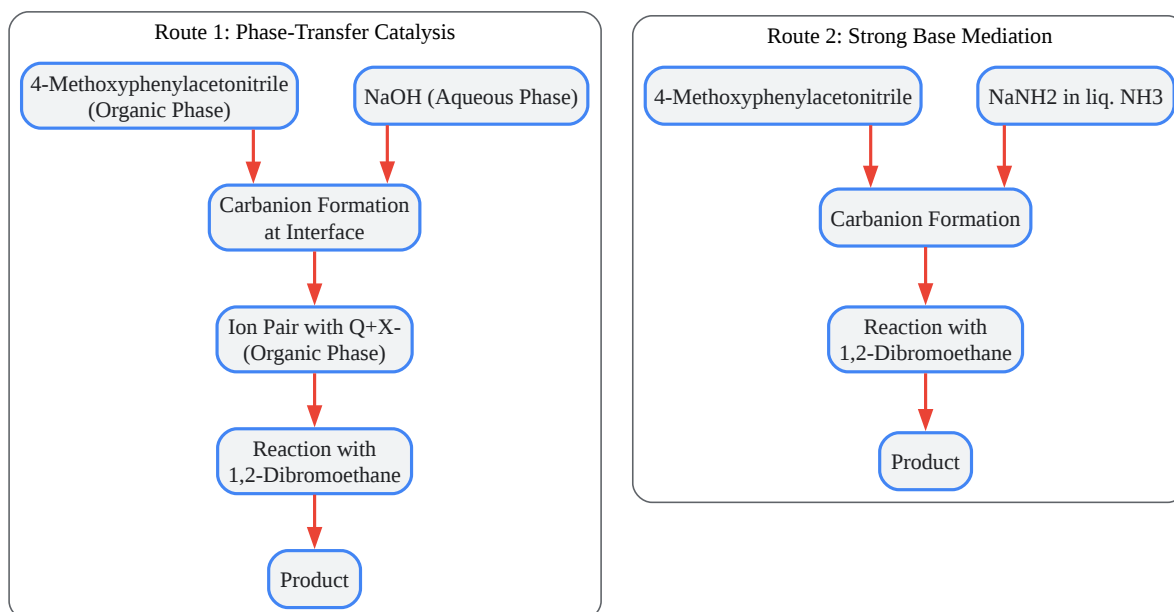 Route 1: Phase-Transfer Catalysis
4-Methoxyphenylacetonitrile
(Organic Phase)
NaOH (Aqueous Phase)
Carbanion Formation
at Interface
Ion Pair with Q+X-
(Organic Phase)
Reaction with
1,2-Dibromoethane
Product
Route 2: Strong Base Mediation
4-Methoxyphenylacetonitrile
NaNH2 in liq. NH3
Carbanion Formation
Reaction with
1,2-Dibromoethane
Product